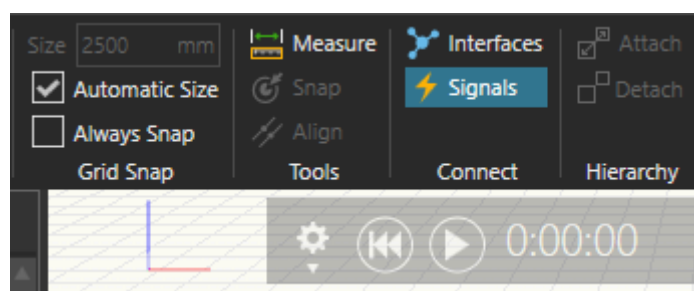 Size 2500 mm Measure Interfaces Attach
Automatic Size Snap Signals Detach
Always Snap Align
Grid Snap Tools Connect Hierarchy
0:00:00